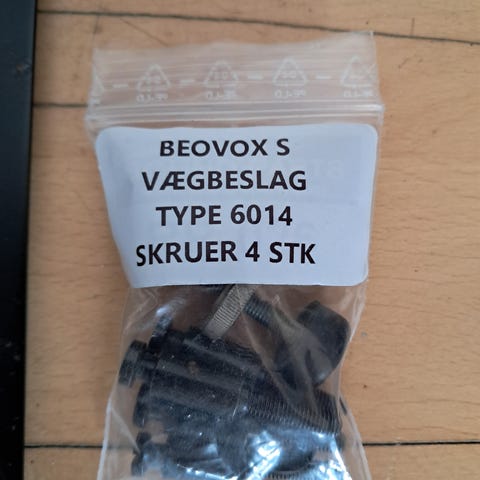 BEOVOX S
VÆGBESLAG
TYPE 6014
SKRUER 4 STK